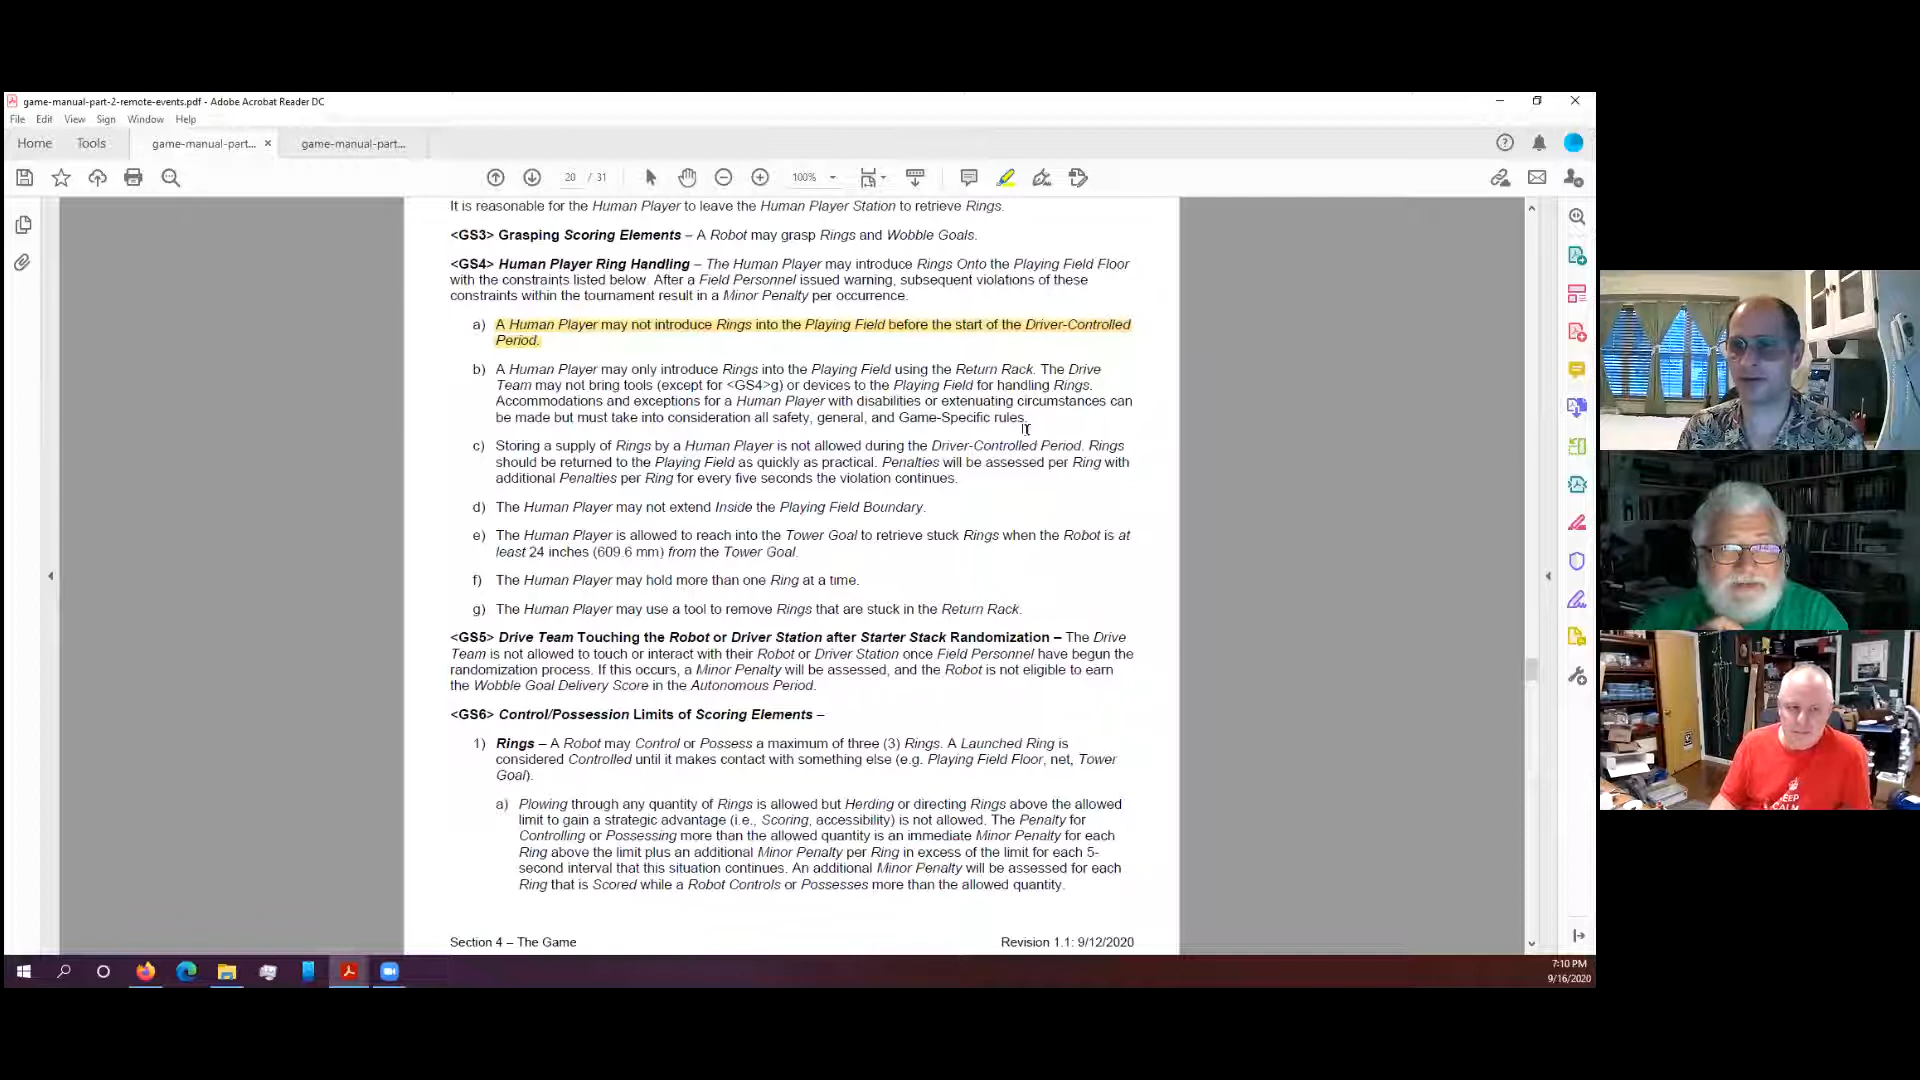 game-manual-part-2-remote-events.pdf - Adobe Acrobat Reader DC
File Edit View Sign Window Help
Home Tools game-manual-part... × game-manual-part...
20 / 31 100%
It is reasonable for the Human Player to leave the Human Player Station to retrieve Rings.
<GS3> Grasping Scoring Elements – A Robot may grasp Rings and Wobble Goals.
<GS4> Human Player Ring Handling – The Human Player may introduce Rings Onto the Playing Field Floor
with the constraints listed below. After a Field Personnel issued warning, subsequent violations of these
constraints within the tournament result in a Minor Penalty per occurrence.
a) A Human Player may not introduce Rings into the Playing Field before the start of the Driver-Controlled
Period.
b) A Human Player may only introduce Rings into the Playing Field using the Return Rack. The Drive
Team may not bring tools (except for <GS4>g) or devices to the Playing Field for handling Rings.
Accommodations and exceptions for a Human Player with disabilities or extenuating circumstances can
be made but must take into consideration all safety, general, and Game-Specific rules.
c) Storing a supply of Rings by a Human Player is not allowed during the Driver-Controlled Period. Rings
should be returned to the Playing Field as quickly as practical. Penalties will be assessed per Ring with
additional Penalties per Ring for every five seconds the violation continues.
d) The Human Player may not extend Inside the Playing Field Boundary.
e) The Human Player is allowed to reach into the Tower Goal to retrieve stuck Rings when the Robot is at
least 24 inches (609.6 mm) from the Tower Goal.
f) The Human Player may hold more than one Ring at a time.
g) The Human Player may use a tool to remove Rings that are stuck in the Return Rack.
<GS5> Drive Team Touching the Robot or Driver Station after Starter Stack Randomization – The Drive
Team is not allowed to touch or interact with their Robot or Driver Station once Field Personnel have begun the
randomization process. If this occurs, a Minor Penalty will be assessed, and the Robot is not eligible to earn
the Wobble Goal Delivery Score in the Autonomous Period.
<GS6> Control/Possession Limits of Scoring Elements –
1) Rings – A Robot may Control or Possess a maximum of three (3) Rings. A Launched Ring is
considered Controlled until it makes contact with something else (e.g. Playing Field Floor, net, Tower
Goal).
a) Plowing through any quantity of Rings is allowed but Herding or directing Rings above the allowed
limit to gain a strategic advantage (i.e., Scoring, accessibility) is not allowed. The Penalty for
Controlling or Possessing more than the allowed quantity is an immediate Minor Penalty for each
Ring above the limit plus an additional Minor Penalty per Ring in excess of the limit for each 5-
second interval that this situation continues. An additional Minor Penalty will be assessed for each
Ring that is Scored while a Robot Controls or Possesses more than the allowed quantity.
Section 4 – The Game Revision 1.1: 9/12/2020
7:10 PM
9/16/2020
KEEP
CALM